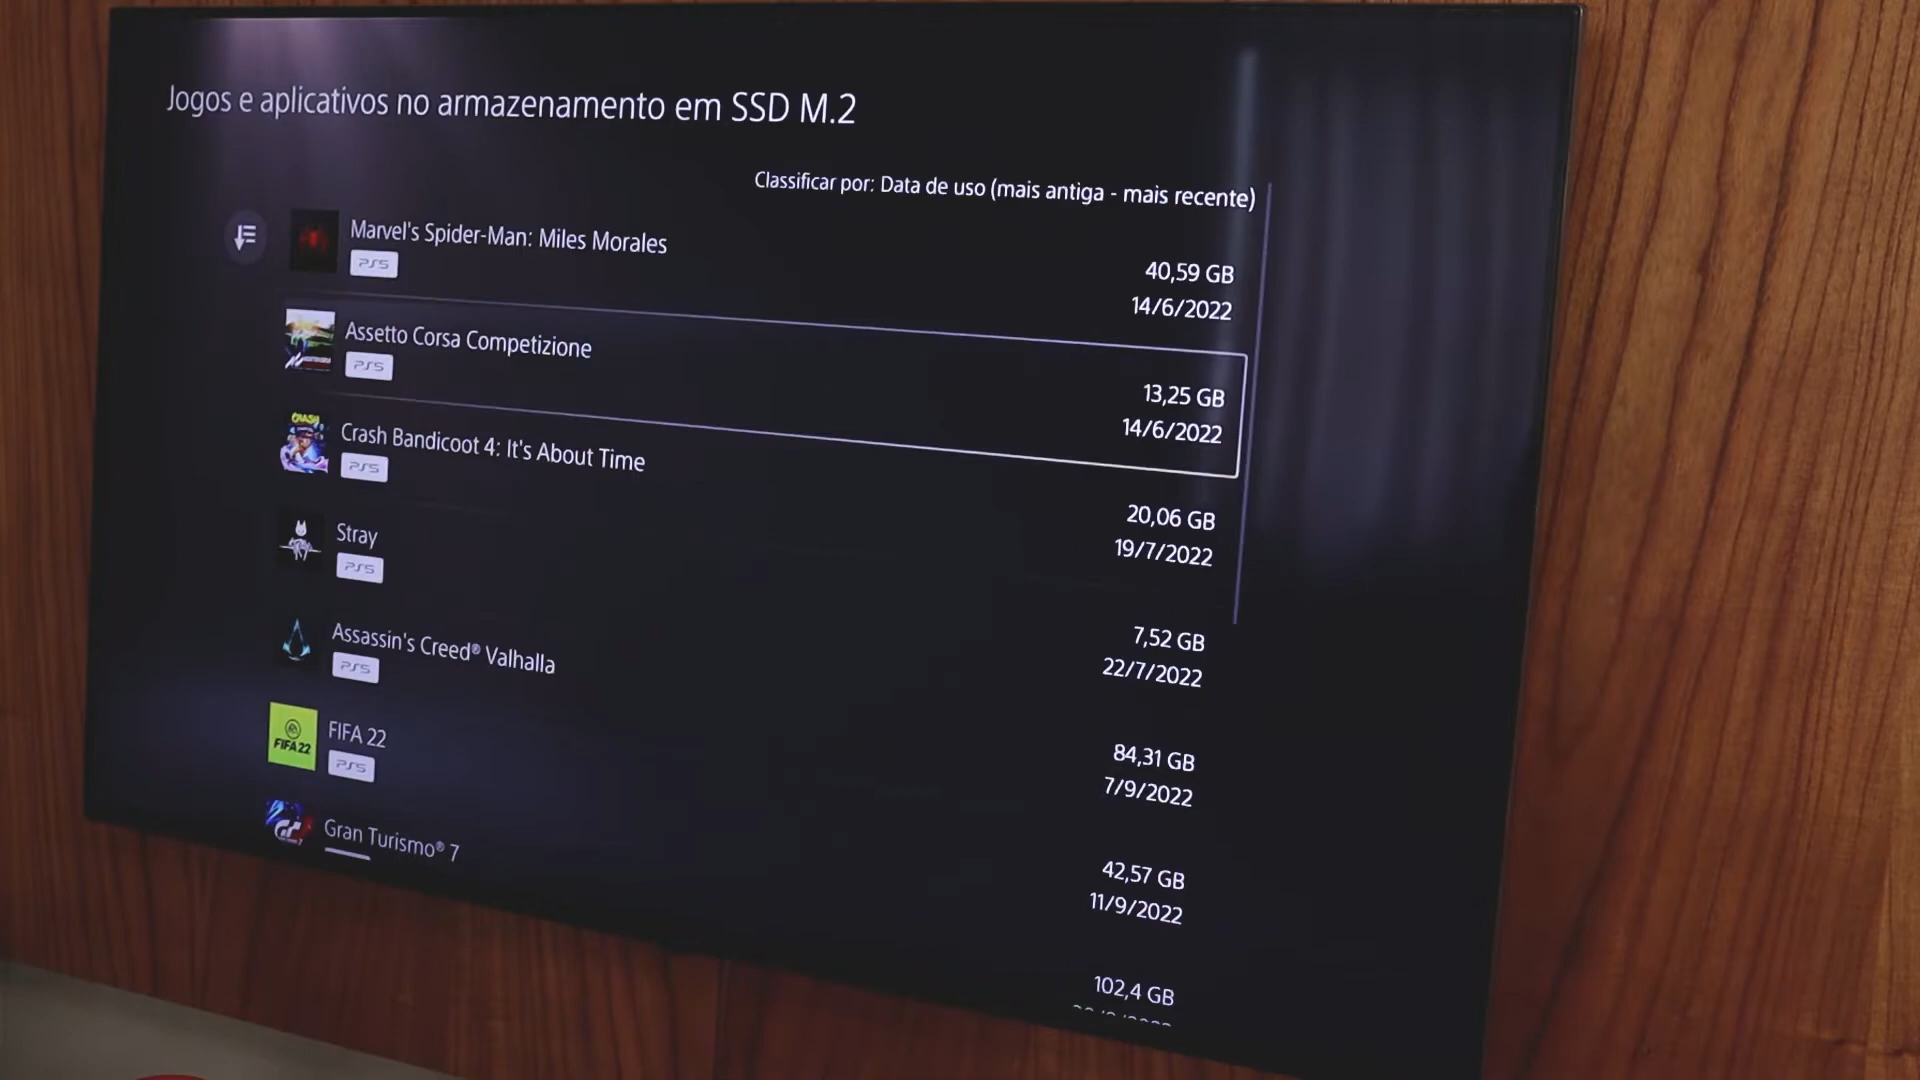 Jogos e aplicativos no armazenamento em SSD M.2
Classificar por: Data de uso (mais antiga - mais recente)
Marvel's Spider-Man: Miles Morales
PS5
40,59 GB
14/6/2022
Assetto Corsa Competizione
PS5
13,25 GB
14/6/2022
CRASH
Crash Bandicoot 4: It's About Time
PS5
20,06 GB
19/7/2022
Stray
PS5
7,52 GB
22/7/2022
Assassin's Creed® Valhalla
PS5
84,31 GB
7/9/2022
FIFA 22
FIFA 22
PS5
42,57 GB
11/9/2022
GT
Gran Turismo® 7
102,4 GB